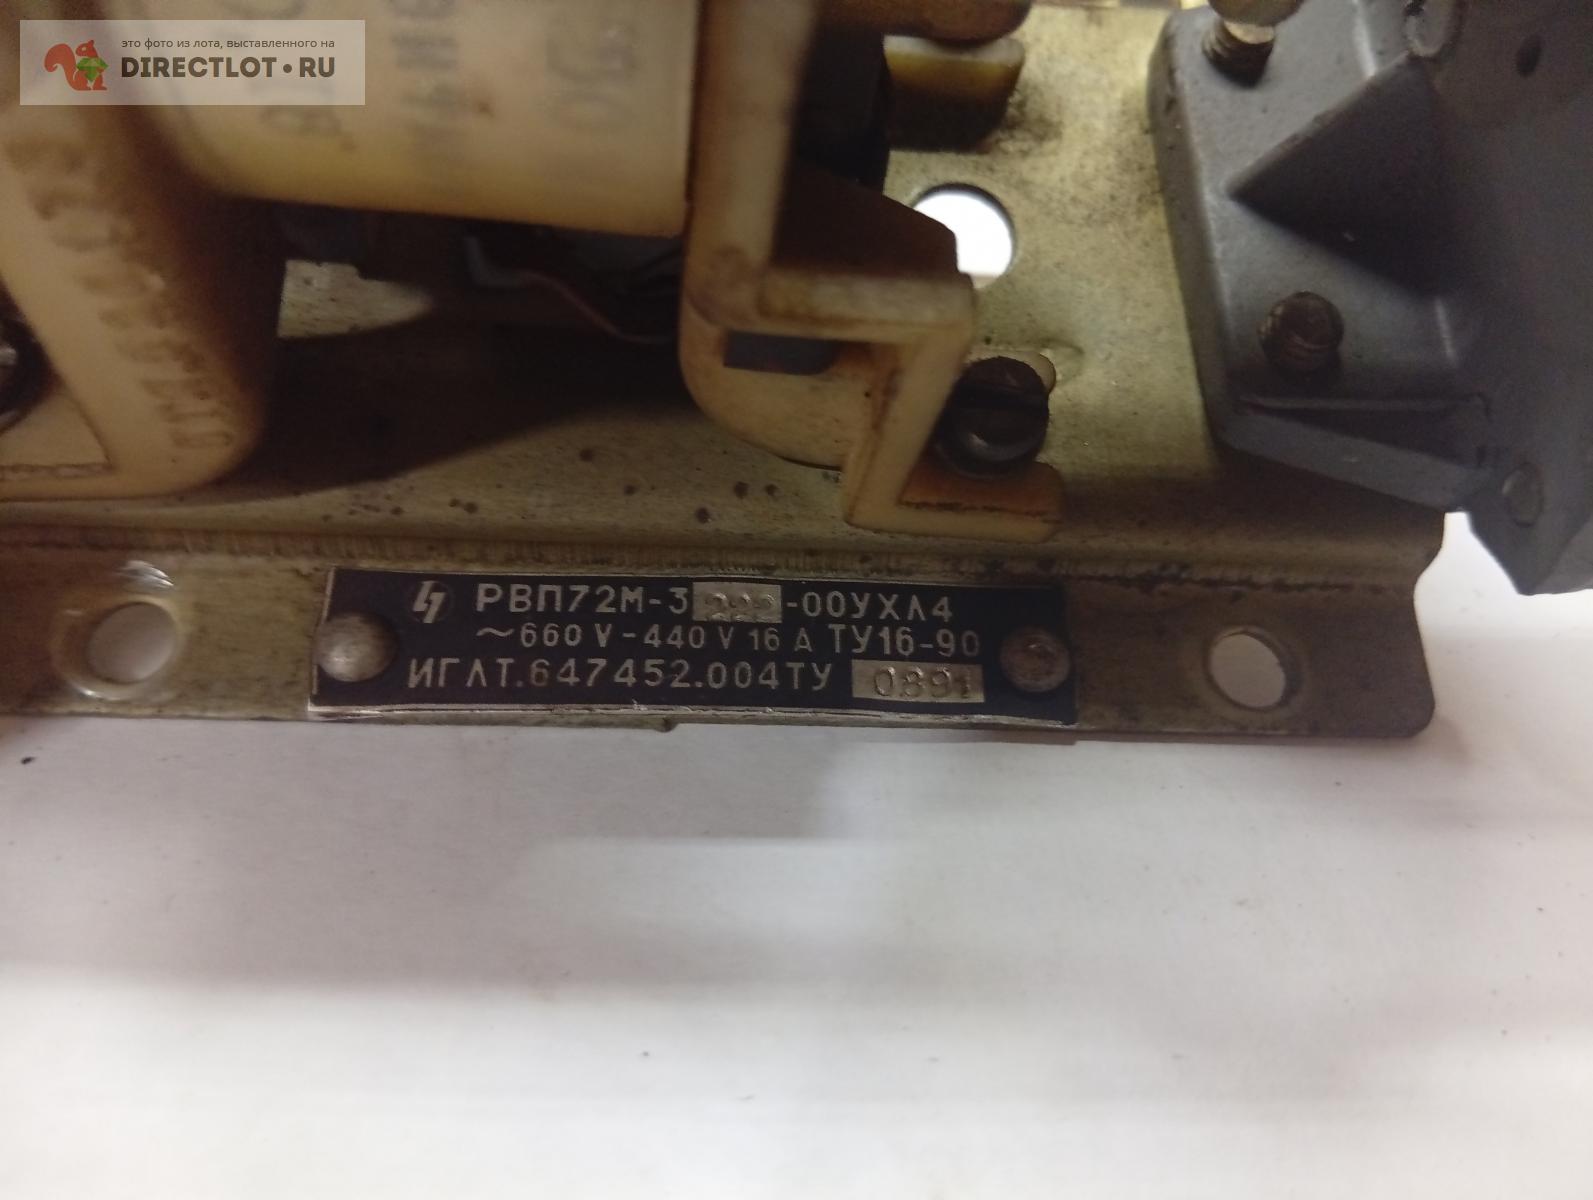 это фото из лота, выставленного на
DIRECTLOT•RU
РВП72М-3222-00УХЛ4
~660 V-440 V 16 A ТУ16-90
ИГЛТ.647452.004ТУ 0891